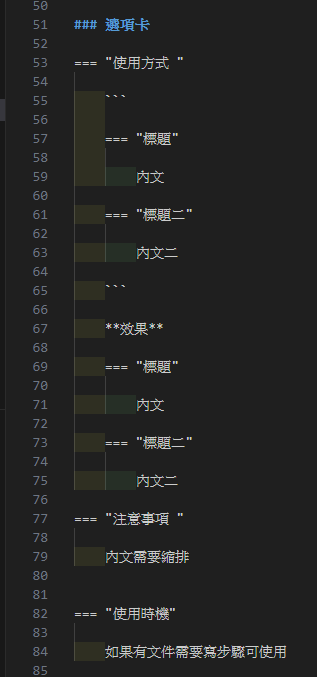 50
51 ### 選項卡
52
53 === "使用方式 "
54
55 ```
56
57 === "標題"
58
59 內文
60
61 === "標題二"
62
63 內文二
64
65 ```
66
67 **效果**
68
69 === "標題"
70
71 內文
72
73 === "標題二"
74
75 內文二
76
77 === "注意事項 "
78
79 內文需要縮排
80
81
82 === "使用時機"
83
84 如果有文件需要寫步驟可使用
85